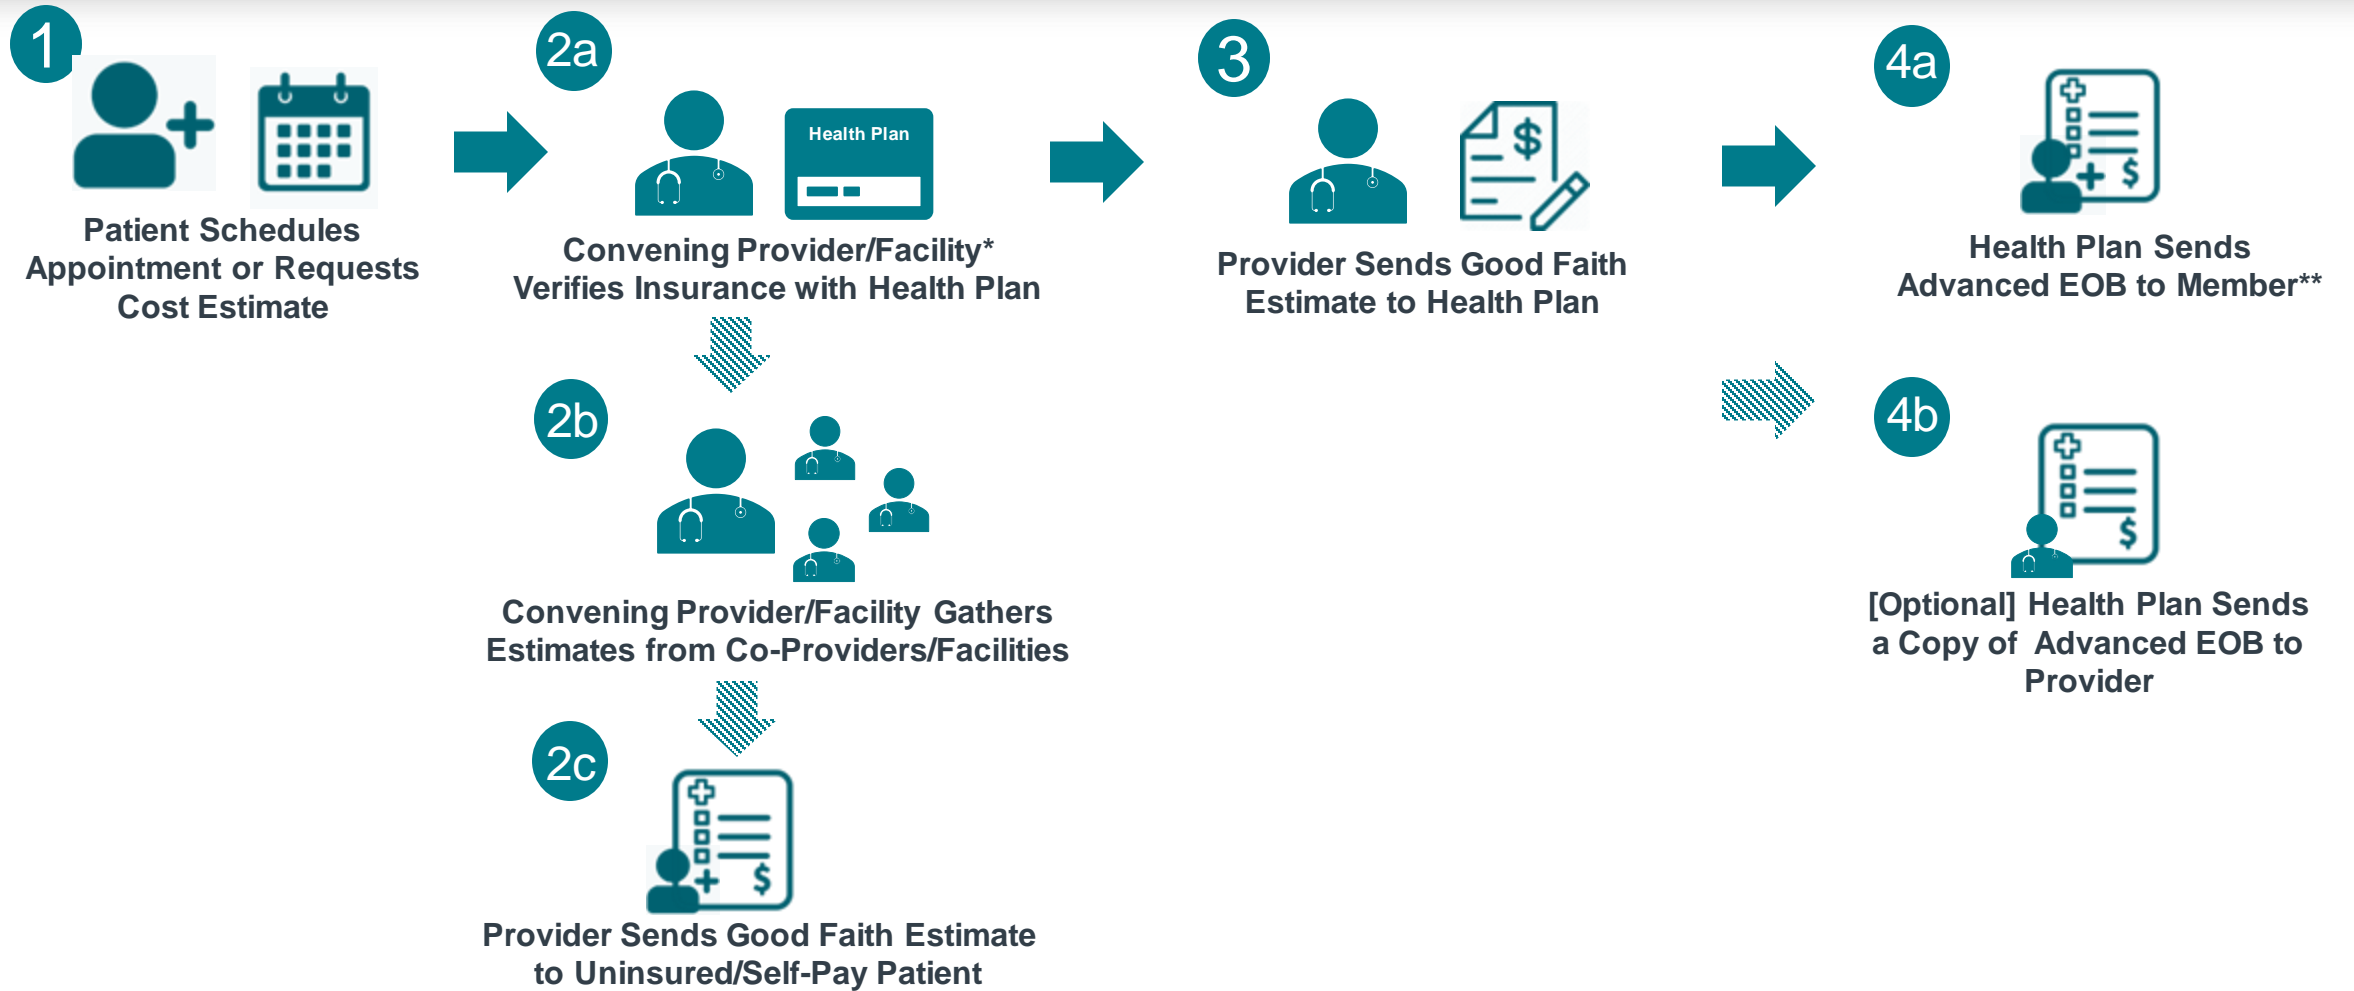 1
Patient Schedules
Appointment or Requests
Cost Estimate
2a
Health Plan
Convening Provider/Facility*
Verifies Insurance with Health Plan
2b
Convening Provider/Facility Gathers
Estimates from Co-Providers/Facilities
2c
$
Provider Sends Good Faith Estimate
to Uninsured/Self-Pay Patient
3
$
Provider Sends Good Faith
Estimate to Health Plan
4a
$
Health Plan Sends
Advanced EOB to Member**
4b
$
[Optional] Health Plan Sends
a Copy of Advanced EOB to
Provider